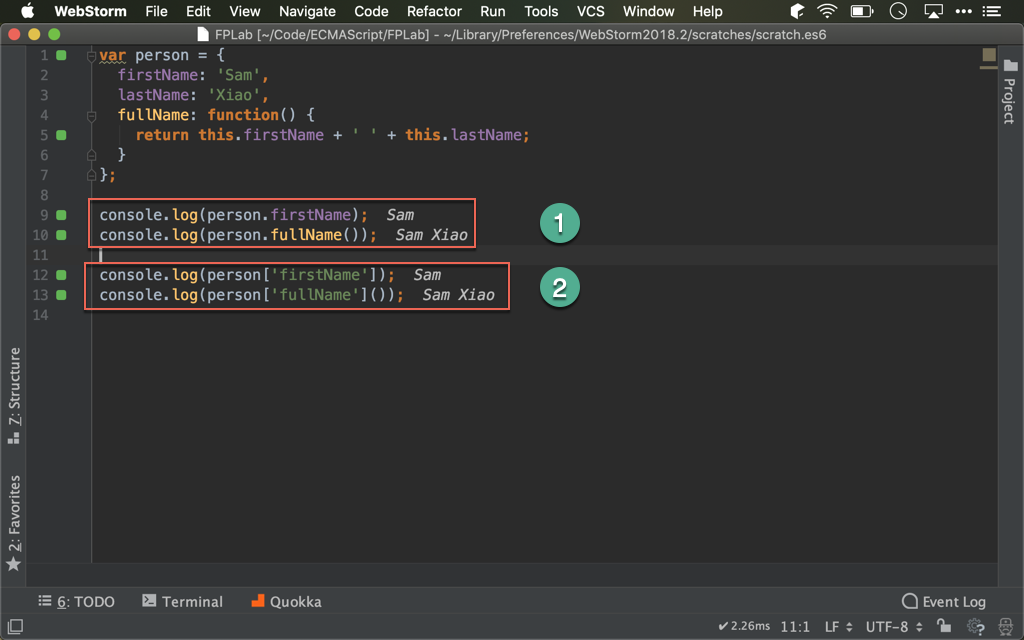 WebStorm File Edit View Navigate Code Refactor Run Tools VCS Window Help
FPLab [~/Code/ECMAScript/FPLab] - ~/Library/Preferences/WebStorm2018.2/scratches/scratch.es6
1 var person = {
2 firstName: 'Sam',
3 lastName: 'Xiao',
4 fullName: function() {
5 return this.firstName + ' ' + this.lastName;
6 }
7 };
8
9 console.log(person.firstName); Sam
10 console.log(person.fullName()); Sam Xiao
1
11
12 console.log(person['firstName']); Sam
13 console.log(person['fullName']()); Sam Xiao
2
14
Project
Z: Structure
2: Favorites
6: TODO Terminal Quokka Event Log
✔ 2.26ms 11:1 LF UTF-8